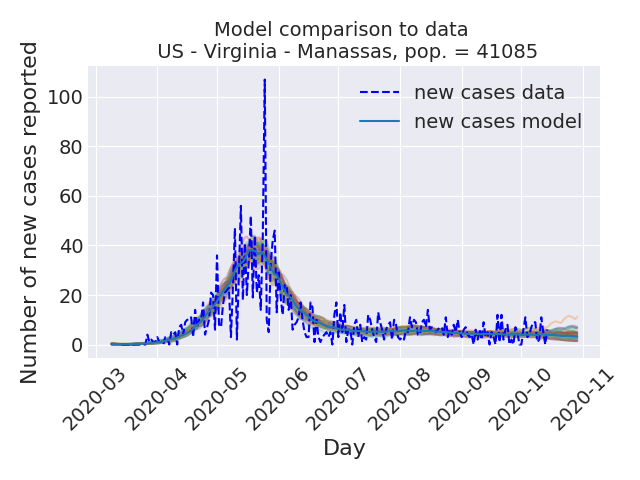 Model comparison to data
US - Virginia - Manassas, pop. = 41085
Number of new cases reported
100
80
60
40
20
0
new cases data
new cases model
2020-03
2020-04
2020-05
2020-06
2020-07
2020-08
2020-09
2020-10
2020-11
Day